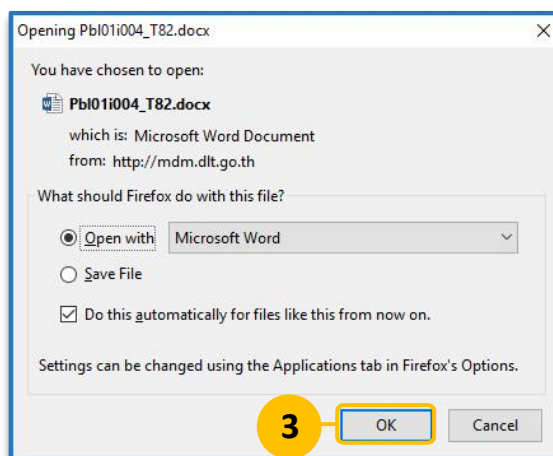 Opening Pbl01i004_T82.docx
You have chosen to open:
Pbl01i004_T82.docx
which is: Microsoft Word Document
from: http://mdm.dlt.go.th
What should Firefox do with this file?
Open with Microsoft Word
Save File
Do this automatically for files like this from now on.
Settings can be changed using the Applications tab in Firefox's Options.
3 OK Cancel